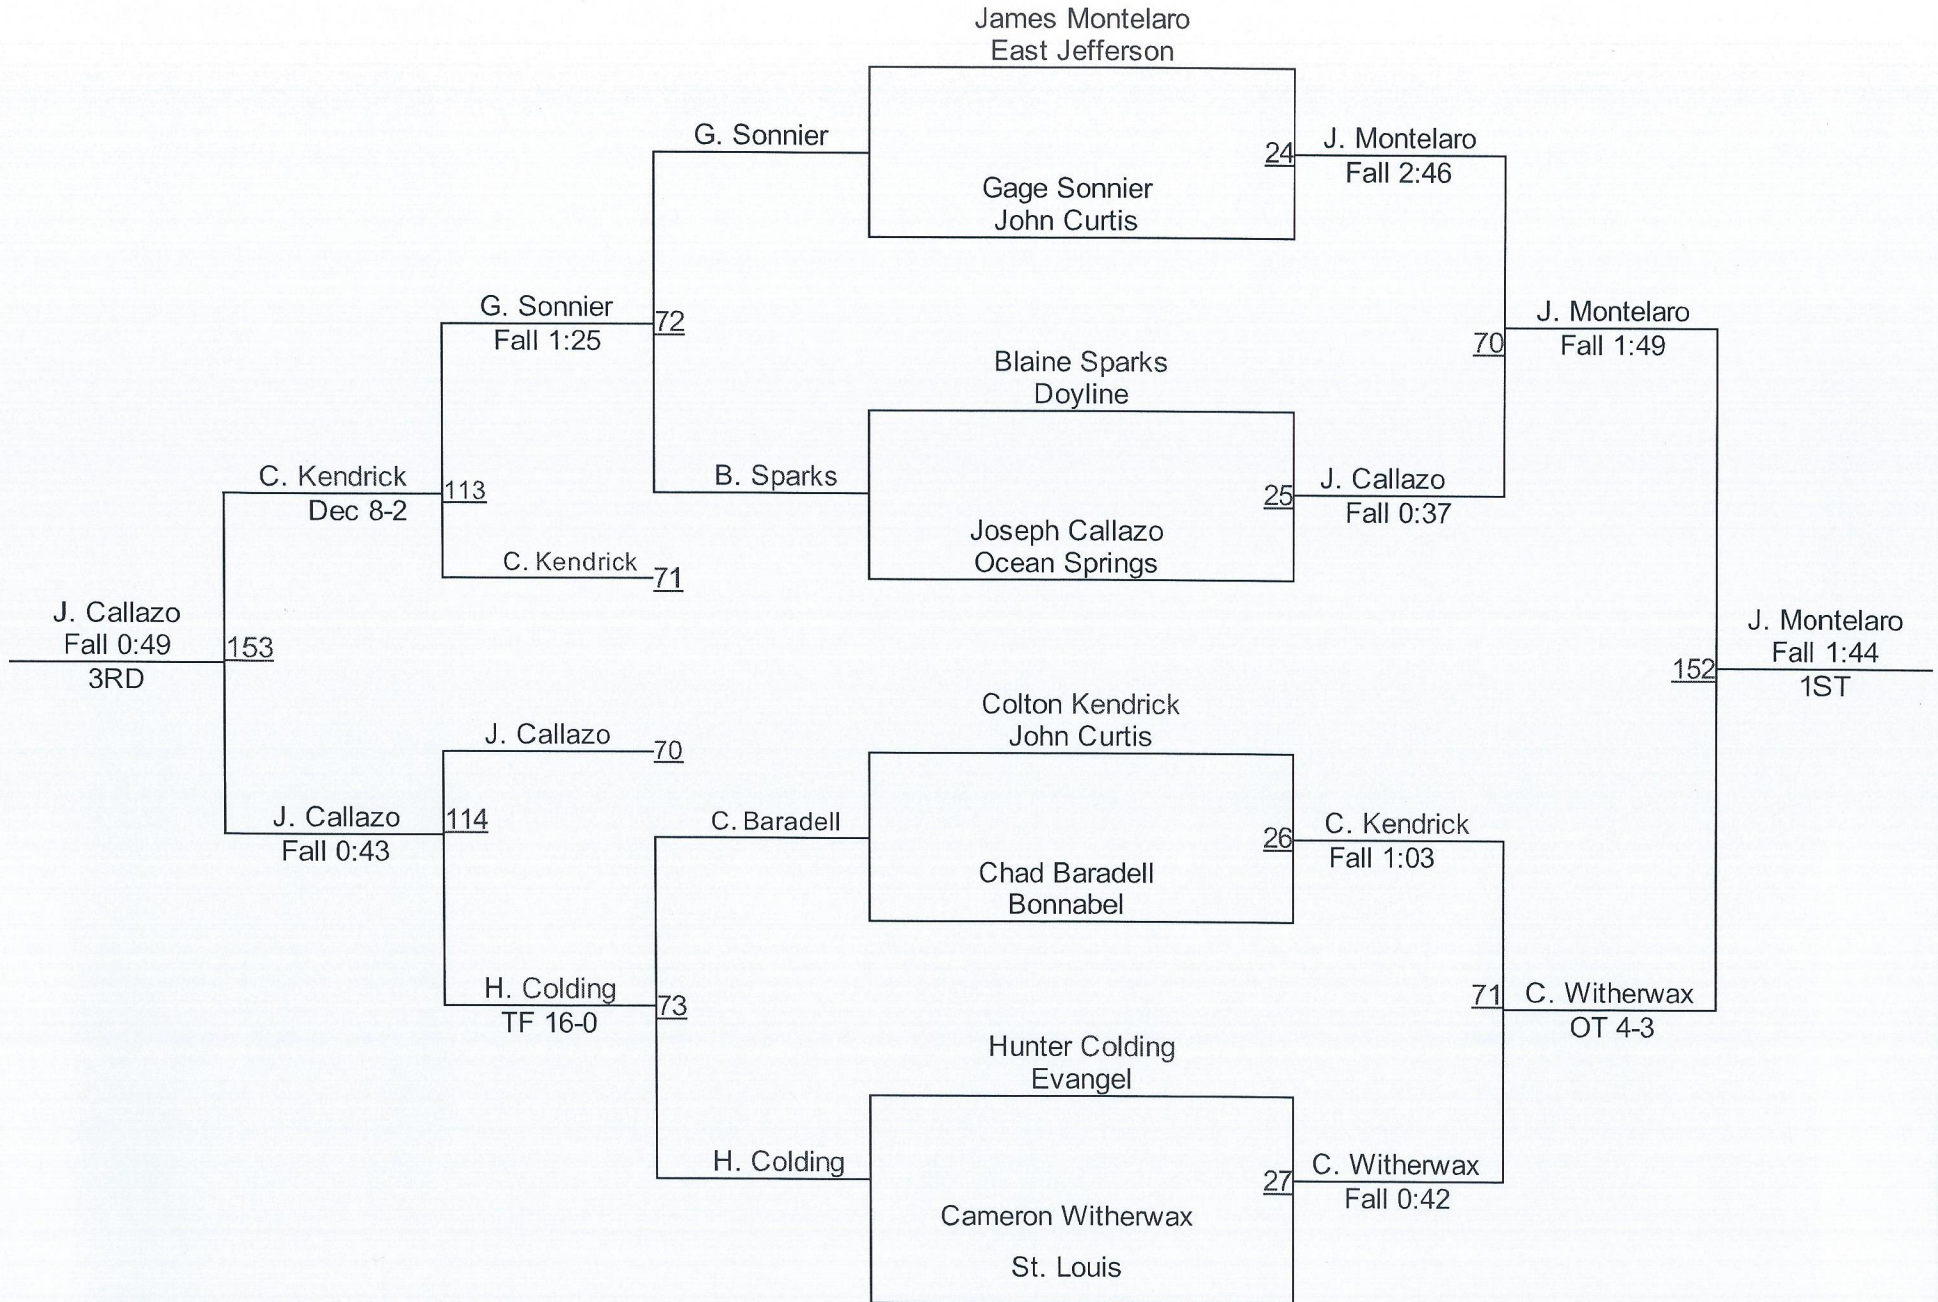 James Montelaro
East Jefferson
G. Sonnier
24
J. Montelaro
Fall 2:46
Gage Sonnier
John Curtis
G. Sonnier
Fall 1:25
72
J. Montelaro
Fall 1:49
70
Blaine Sparks
Doyline
C. Kendrick
Dec 8-2
113
B. Sparks
25
J. Callazo
Fall 0:37
Joseph Callazo
Ocean Springs
C. Kendrick
71
J. Callazo
Fall 0:49
3RD
153
152
J. Montelaro
Fall 1:44
1ST
Colton Kendrick
John Curtis
J. Callazo
70
J. Callazo
Fall 0:43
114
C. Baradell
26
C. Kendrick
Fall 1:03
Chad Baradell
Bonnabel
H. Colding
TF 16-0
73
71
C. Witherwax
OT 4-3
Hunter Colding
Evangel
H. Colding
27
C. Witherwax
Fall 0:42
Cameron Witherwax
St. Louis